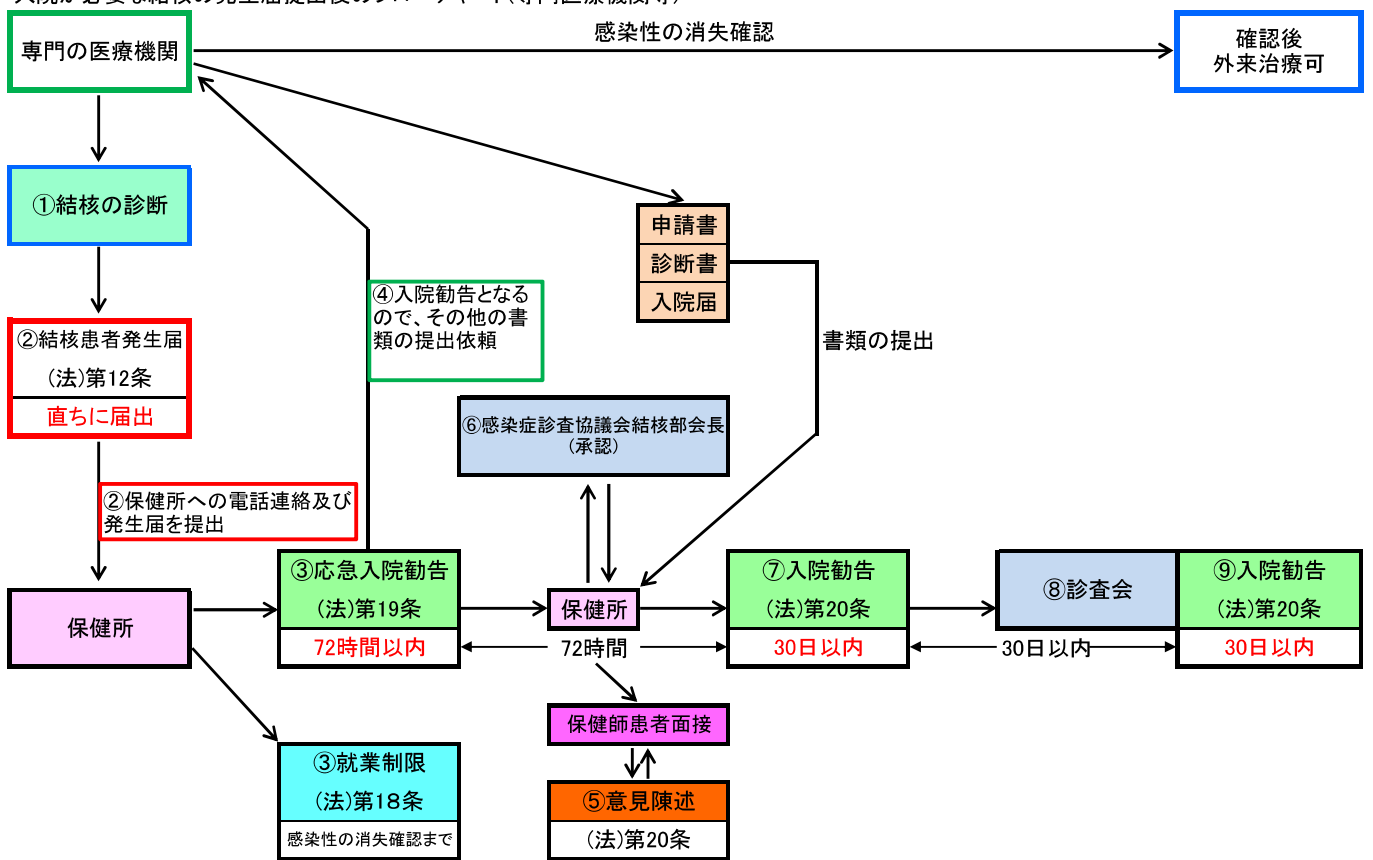 専門の医療機関
感染性の消失確認
確認後
外来治療可
①結核の診断
申請書
診断書
入院届
④入院勧告となる
ので、その他の書
類の提出依頼
②結核患者発生届
(法)第12条
直ちに届出
書類の提出
⑥感染症診査協議会結核部会長
(承認)
②保健所への電話連絡及び
発生届を提出
保健所
③応急入院勧告
(法)第19条
72時間以内
保健所
72時間
⑦入院勧告
(法)第20条
30日以内
30日以内
⑧診査会
⑨入院勧告
(法)第20条
30日以内
保健師患者面接
③就業制限
(法)第18条
感染性の消失確認まで
⑤意見陳述
(法)第20条